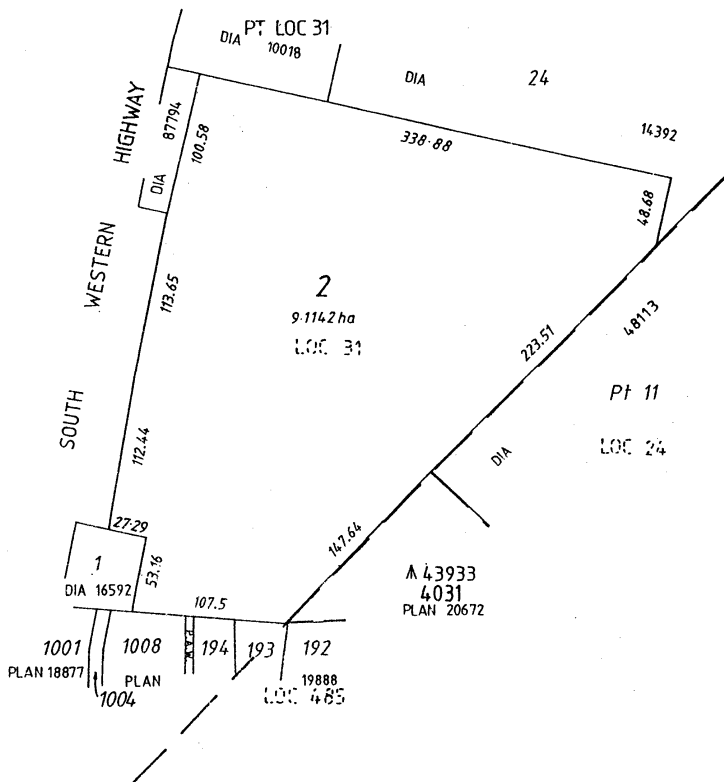 PT LOC 31
DIA 10018
DIA 24
14392
HIGHWAY
87794
DIA
100.58
338.88
48.68
WESTERN
113.65
2
9.1142 ha
LOC 31
223.51
48113
Pt 11
LOC 24
DIA
SOUTH
112.44
27.29
147.64
1
DIA 16592
53.16
107.5
43933
4031
PLAN 20672
1001
1008
P.A.W.
194
193
192
PLAN 18877
PLAN
19888
1004
LOC 485